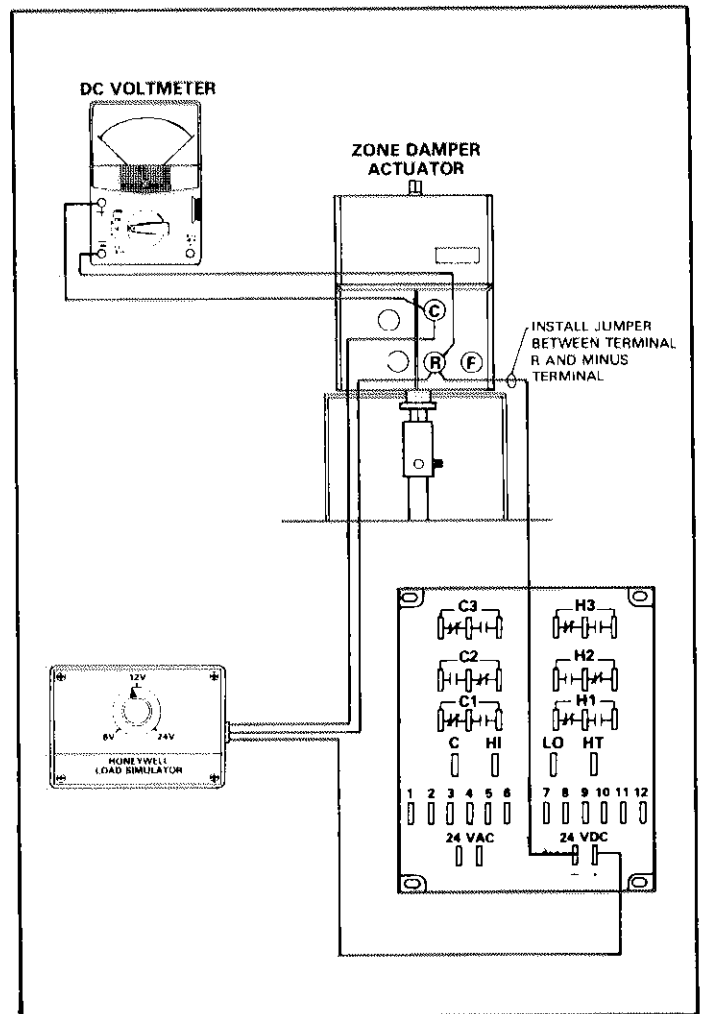 DC VOLTMETER
ZONE DAMPER
ACTUATOR
C
R
F
INSTALL JUMPER
BETWEEN TERMINAL
R AND MINUS
TERMINAL
12V
6V
24V
HONEYWELL
LOAD SIMULATOR
C3
H3
C2
H2
C1
H1
C
HI
LO
HT
1 2 3 4 5 6
7 8 9 10 11 12
24 VAC
24 VDC